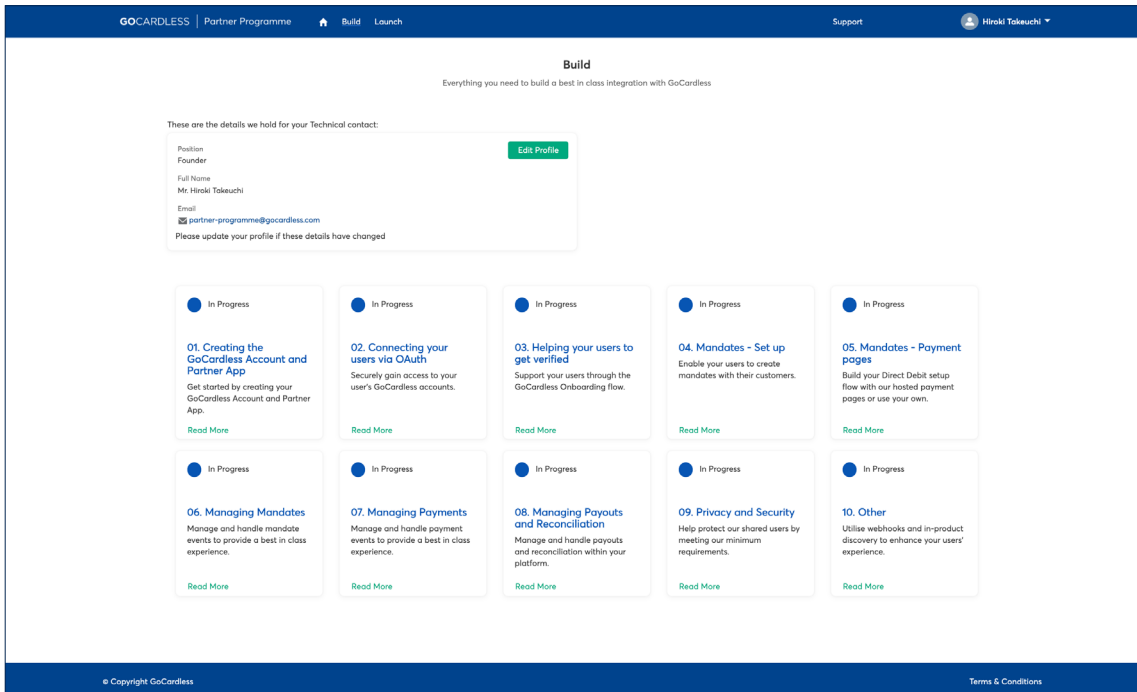 GOCARDLESS | Partner Programme
Build
Launch
Support
Hiroki Takeuchi
Build
Everything you need to build a best in class integration with GoCardless
These are the details we hold for your Technical contact:
Position
Founder
Edit Profile
Full Name
Mr. Hiroki Takeuchi
Email
partner-programme@gocardless.com
Please update your profile if these details have changed
In Progress
01. Creating the
GoCardless Account and
Partner App
Get started by creating your
GoCardless Account and Partner
App.
Read More
In Progress
02. Connecting your
users via OAuth
Securely gain access to your
user's GoCardless accounts.
Read More
In Progress
03. Helping your users to
get verified
Support your users through the
GoCardless Onboarding flow.
Read More
In Progress
04. Mandates - Set up
Enable your users to create
mandates with their customers.
Read More
In Progress
05. Mandates - Payment
pages
Build your Direct Debit setup
flow with our hosted payment
pages or use your own.
Read More
In Progress
06. Managing Mandates
Manage and handle mandate
events to provide a best in class
experience.
Read More
In Progress
07. Managing Payments
Manage and handle payment
events to provide a best in class
experience.
Read More
In Progress
08. Managing Payouts
and Reconciliation
Manage and handle payouts
and reconciliation within your
platform.
Read More
In Progress
09. Privacy and Security
Help protect our shared users by
meeting our minimum
requirements.
Read More
In Progress
10. Other
Utilise webhooks and in-product
discovery to enhance your users'
experience.
Read More
© Copyright GoCardless
Terms & Conditions